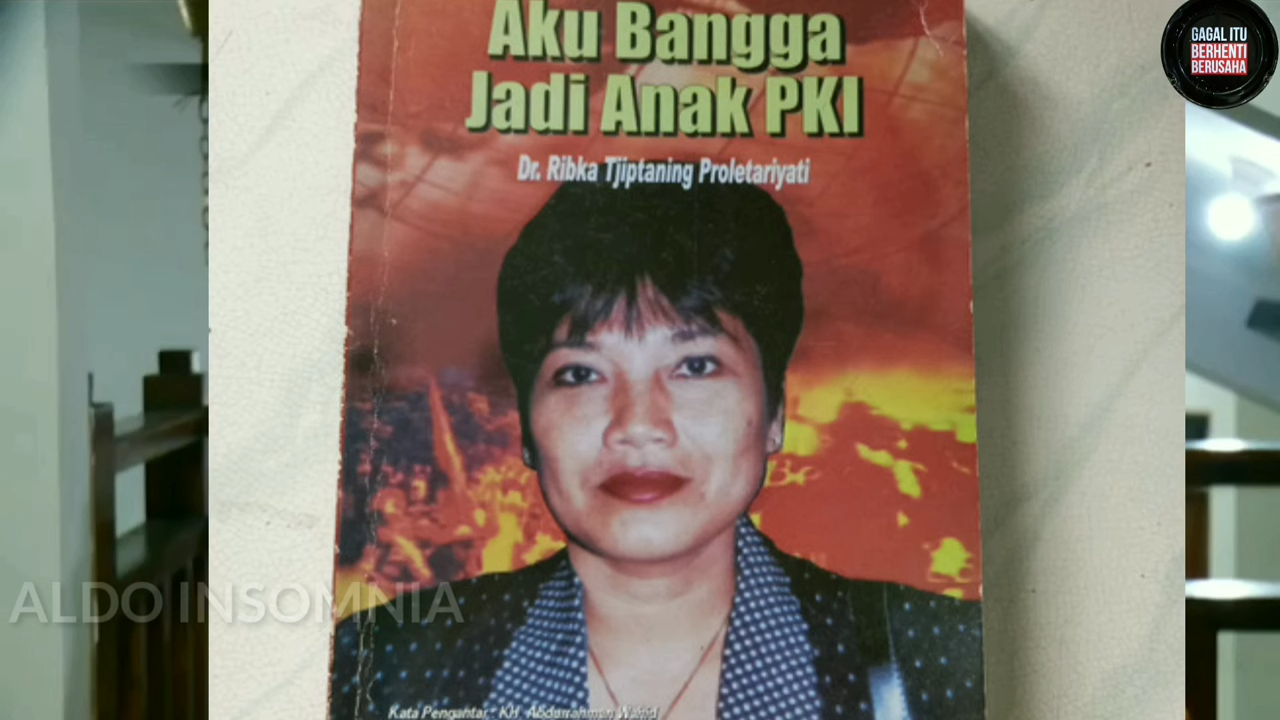 Aku Bangga
Jadi Anak PKI
Dr. Ribka Tjiptaning Proletariyati
Kata Pengantar : KH. Abdurrahman Wahid
ALDO INSOMNIA
GAGAL ITU
BERHENTI
BERUSAHA